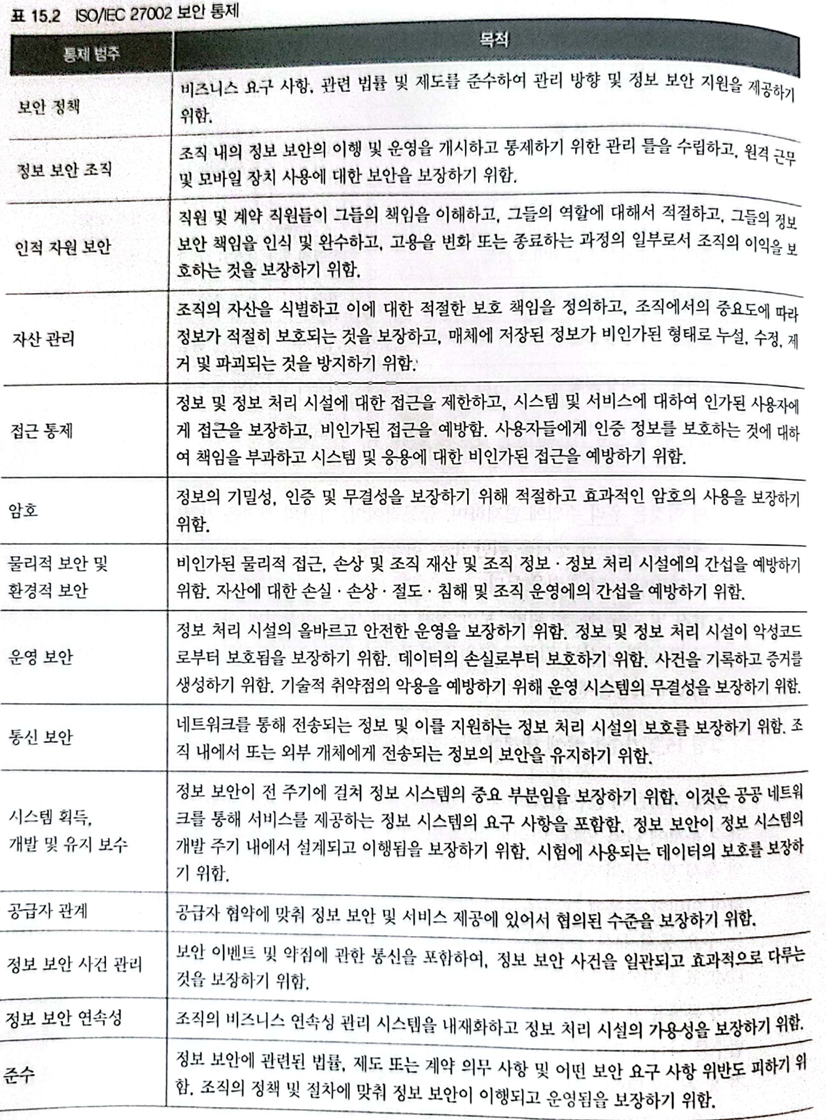 표 15.2 ISO/IEC 27002 보안 통제
통제 범주
목적
보안 정책
비즈니스 요구 사항, 관련 법률 및 제도를 준수하여 관리 방향 및 정보 보안 지원을 제공하기
위함.
정보 보안 조직
조직 내의 정보 보안의 이행 및 운영을 개시하고 통제하기 위한 관리 틀을 수립하고, 원격 근무
및 모바일 장치 사용에 대한 보안을 보장하기 위함.
인적 자원 보안
직원 및 계약 직원들이 그들의 책임을 이해하고, 그들의 역할에 대해서 적절하고, 그들의 정보
보안 책임을 인식 및 완수하고, 고용을 변화 또는 종료하는 과정의 일부로서 조직의 이익을 보
호하는 것을 보장하기 위함.
자산 관리
조직의 자산을 식별하고 이에 대한 적절한 보호 책임을 정의하고, 조직에서의 중요도에 따라
정보가 적절히 보호되는 것을 보장하고, 매체에 저장된 정보가 비인가된 형태로 누설, 수정, 제
거 및 파괴되는 것을 방지하기 위함.
접근 통제
정보 및 정보 처리 시설에 대한 접근을 제한하고, 시스템 및 서비스에 대하여 인가된 사용자에
게 접근을 보장하고, 비인가된 접근을 예방함. 사용자들에게 인증 정보를 보호하는 것에 대하
여 책임을 부과하고 시스템 및 응용에 대한 비인가된 접근을 예방하기 위함.
암호
정보의 기밀성, 인증 및 무결성을 보장하기 위해 적절하고 효과적인 암호의 사용을 보장하기
위함.
물리적 보안 및
환경적 보안
비인가된 물리적 접근, 손상 및 조직 재산 및 조직 정보·정보 처리 시설에의 간섭을 예방하기
위함. 자산에 대한 손실·손상·절도·침해 및 조직 운영에의 간섭을 예방하기 위함.
운영 보안
정보 처리 시설의 올바르고 안전한 운영을 보장하기 위함. 정보 및 정보 처리 시설이 악성코드
로부터 보호됨을 보장하기 위함. 데이터의 손실로부터 보호하기 위함. 사건을 기록하고 증거를
생성하기 위함. 기술적 취약점의 악용을 예방하기 위해 운영 시스템의 무결성을 보장하기 위함.
통신 보안
네트워크를 통해 전송되는 정보 및 이를 지원하는 정보 처리 시설의 보호를 보장하기 위함. 조
직 내에서 또는 외부 개체에게 전송되는 정보의 보안을 유지하기 위함.
시스템 획득,
개발 및 유지 보수
정보 보안이 전 주기에 걸쳐 정보 시스템의 중요 부분임을 보장하기 위함. 이것은 공공 네트워
크를 통해 서비스를 제공하는 정보 시스템의 요구 사항을 포함함. 정보 보안이 정보 시스템의
개발 주기 내에서 설계되고 이행됨을 보장하기 위함. 시험에 사용되는 데이터의 보호를 보장하
기 위함.
공급자 관계
공급자 협약에 맞춰 정보 보안 및 서비스 제공에 있어서 협의된 수준을 보장하기 위함.
정보 보안 사건 관리
보안 이벤트 및 약점에 관한 통신을 포함하여, 정보 보안 사건을 일관되고 효과적으로 다루는
것을 보장하기 위함.
정보 보안 연속성
조직의 비즈니스 연속성 관리 시스템을 내재화하고 정보 처리 시설의 가용성을 보장하기 위함.
준수
정보 보안에 관련된 법률, 제도 또는 계약 의무 사항 및 어떤 보안 요구 사항 위반도 피하기 위
함. 조직의 정책 및 절차에 맞춰 정보 보안이 이행되고 운영됨을 보장하기 위함.